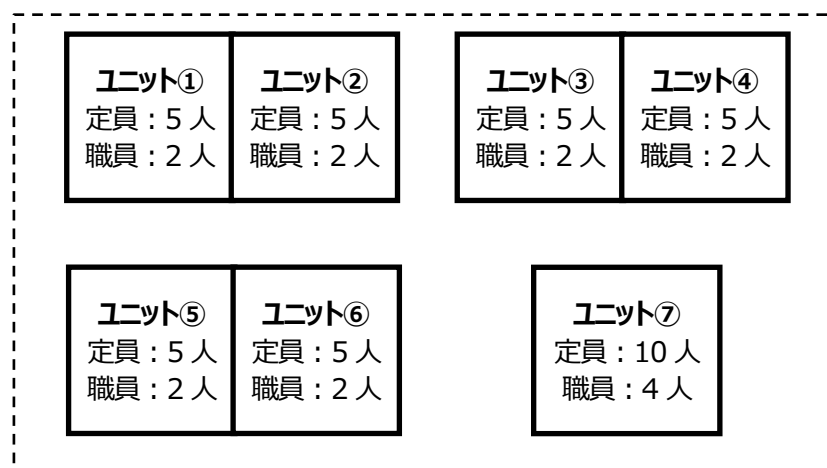 ユニット①
定員：5 人
職員：2 人
ユニット②
定員：5 人
職員：2 人
ユニット③
定員：5 人
職員：2 人
ユニット④
定員：5 人
職員：2 人
ユニット⑤
定員：5 人
職員：2 人
ユニット⑥
定員：5 人
職員：2 人
ユニット⑦
定員：10 人
職員：4 人